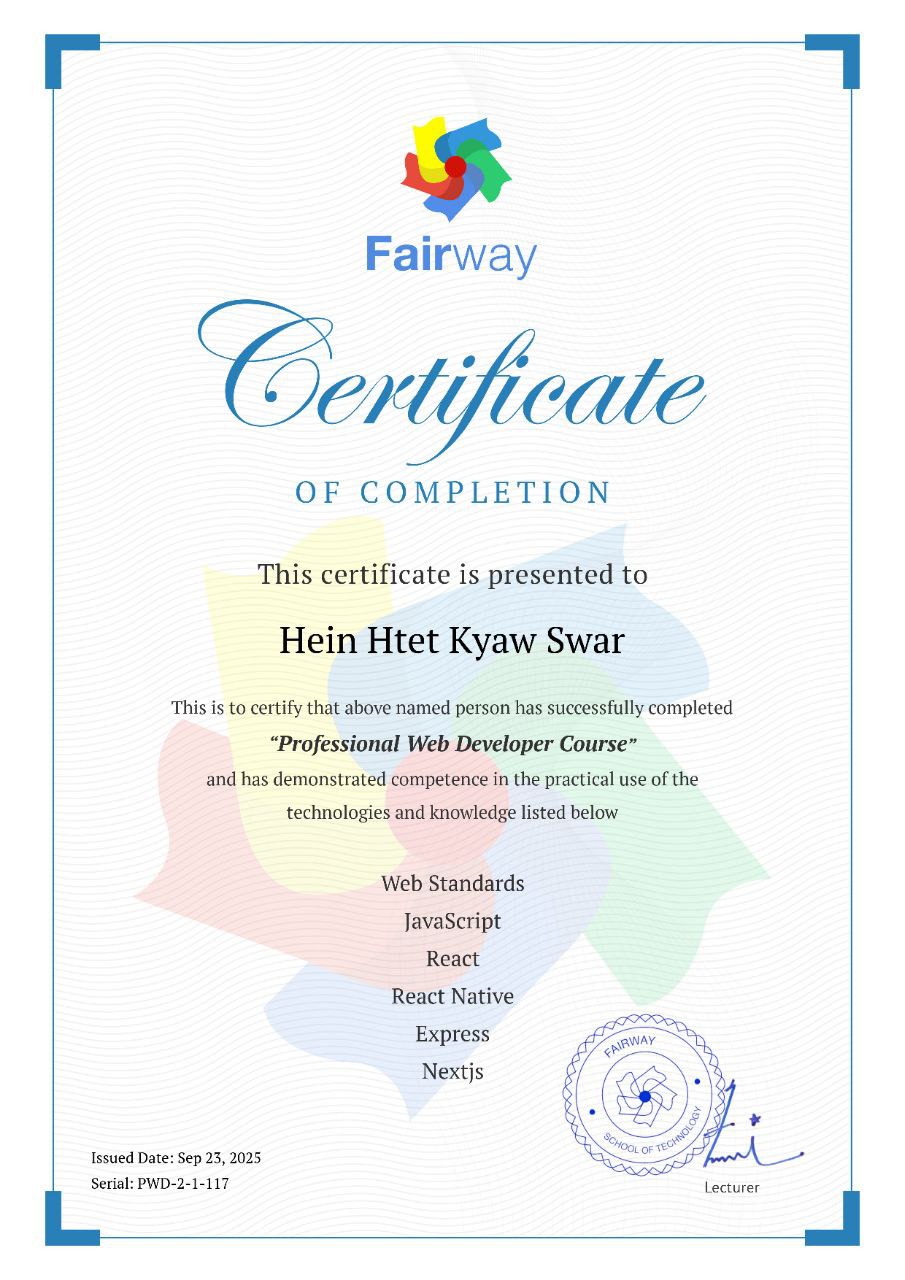 Fairway
Certificate
OF COMPLETION
This certificate is presented to
Hein Htet Kyaw Swar
This is to certify that above named person has successfully completed
“Professional Web Developer Course”
and has demonstrated competence in the practical use of the
technologies and knowledge listed below
Web Standards
JavaScript
React
React Native
Express
Nextjs
FAIRWAY
SCHOOL OF TECHNOLOGY
Issued Date: Sep 23, 2025
Serial: PWD-2-1-117
Lecturer